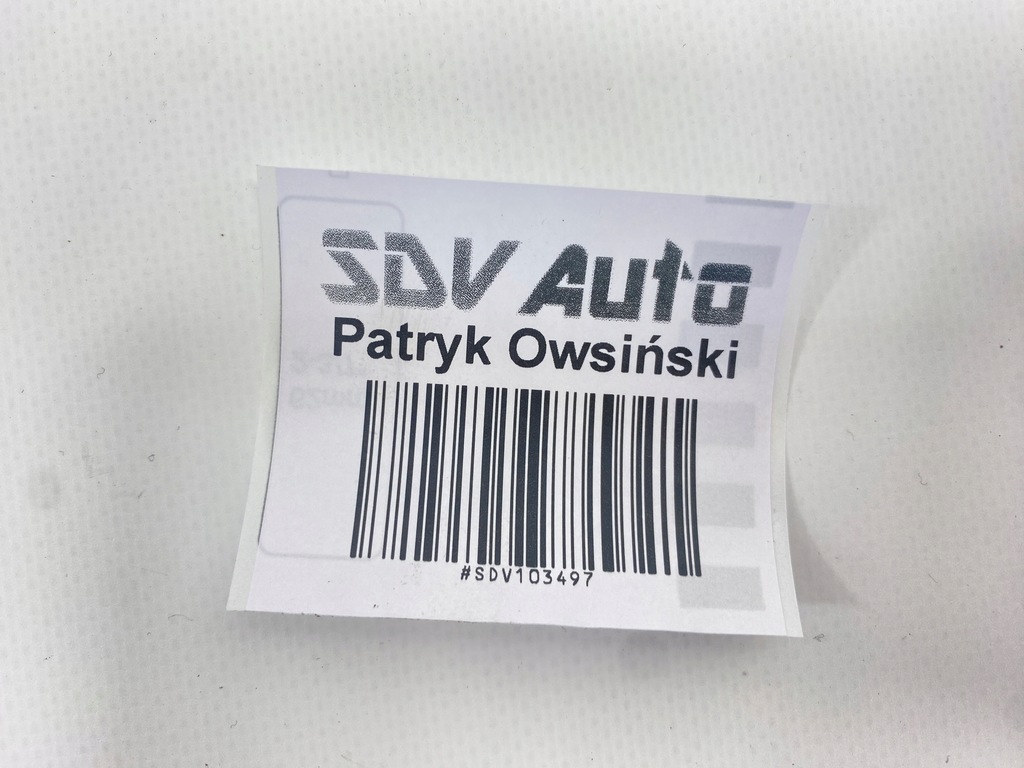 SDV Auto
Patryk Owsiński
#SDV103497